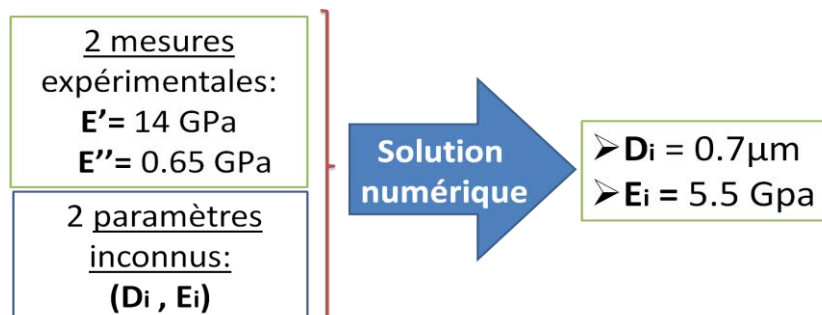 2 mesures
expérimentales:
E’= 14 GPa
E’’= 0.65 GPa
2 paramètres
inconnus:
(Di , Ei)
Solution
numérique
➢Di = 0.7µm
➢Ei = 5.5 Gpa